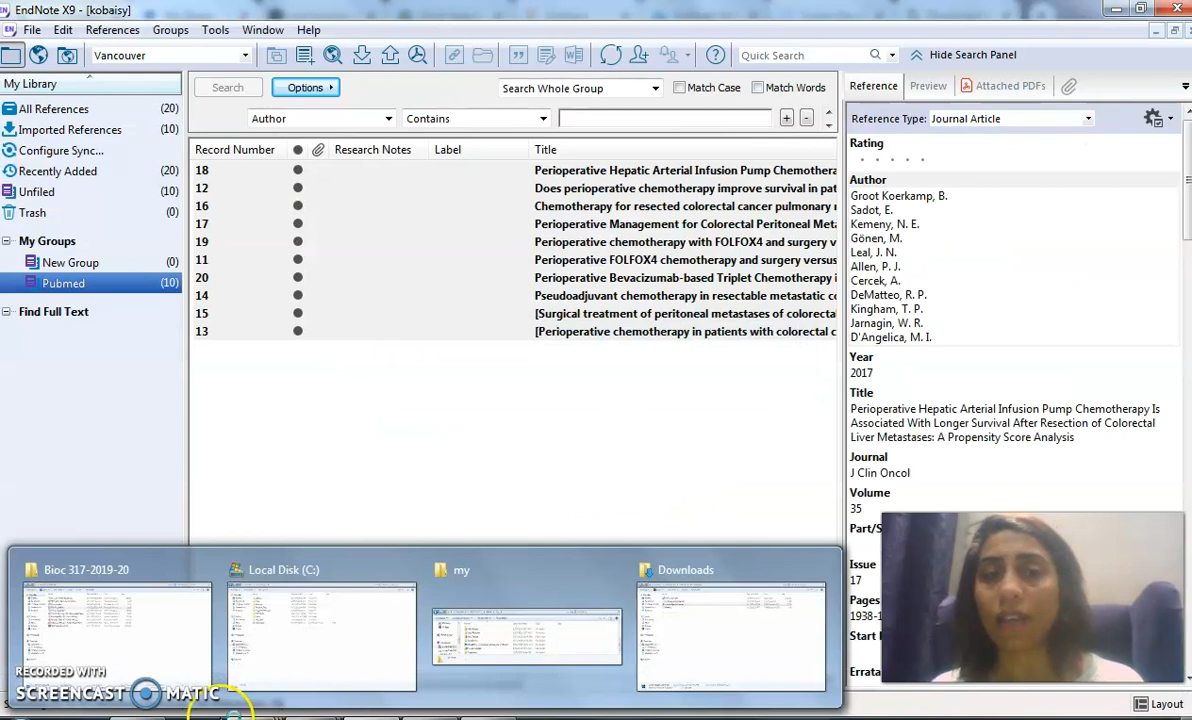 EndNote X9 - [kobaisy]
File Edit References Groups Tools Window Help
Vancouver
Quick Search
Hide Search Panel
My Library
All References (20)
Imported References (10)
Configure Sync...
Recently Added (20)
Unfiled (10)
Trash (0)
My Groups
New Group (0)
Pubmed (10)
Find Full Text
Search
Options
Search Whole Group
Match Case
Match Words
Author
Contains
+
-
Record Number Research Notes Label Title
18 Perioperative Hepatic Arterial Infusion Pump Chemothera
12 Does perioperative chemotherapy improve survival in pat
16 Chemotherapy for resected colorectal cancer pulmonary
17 Perioperative Management for Colorectal Peritoneal Meta
19 Perioperative chemotherapy with FOLFOX4 and surgery v
11 Perioperative FOLFOX4 chemotherapy and surgery versus
20 Perioperative Bevacizumab-based Triplet Chemotherapy i
14 Pseudoadjuvant chemotherapy in resectable metastatic co
15 [Surgical treatment of peritoneal metastases of colorecta
13 [Perioperative chemotherapy in patients with colorectal c
Reference Preview Attached PDFs
Reference Type: Journal Article
Rating
Author
Groot Koerkamp, B.
Sadot, E.
Kemeny, N. E.
Gönen, M.
Leal, J. N.
Allen, P. J.
Cercek, A.
DeMatteo, R. P.
Kingham, T. P.
Jarnagin, W. R.
D'Angelica, M. I.
Year
2017
Title
Perioperative Hepatic Arterial Infusion Pump Chemotherapy Is
Associated With Longer Survival After Resection of Colorectal
Liver Metastases: A Propensity Score Analysis
Journal
J Clin Oncol
Volume
35
Part/S
Issue
17
Pages
1938-1
Start
Errata
Layout
Bioc 317-2019-20
Local Disk (C:)
my
Downloads
RECORDED WITH
SCREENCAST MATIC